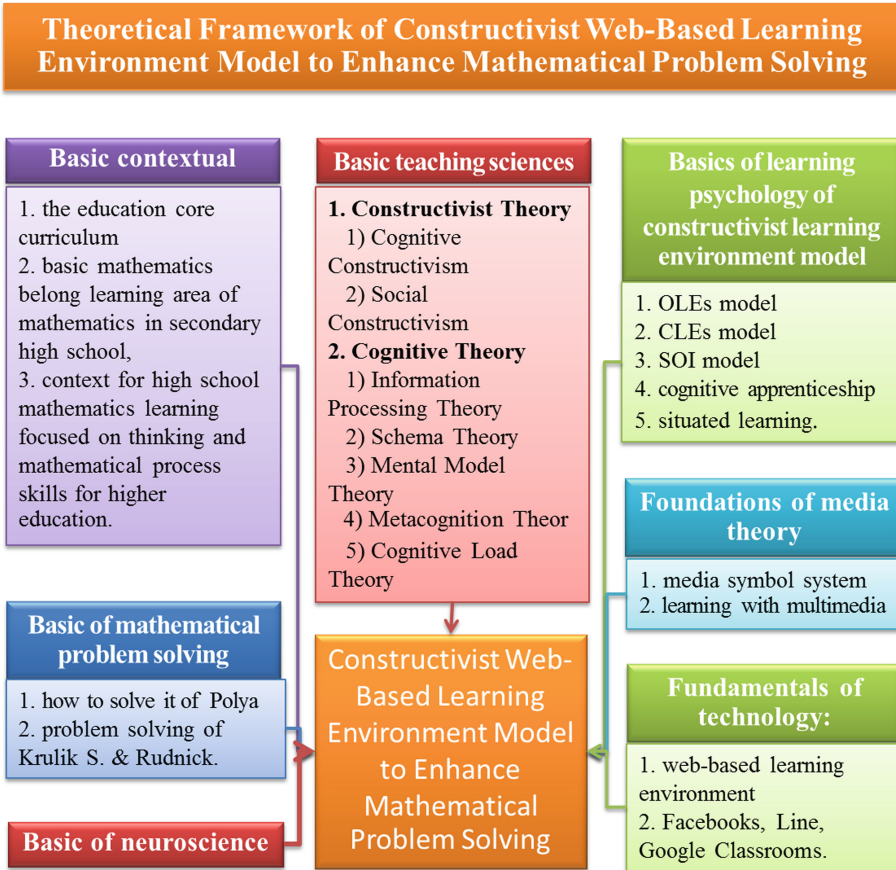 Theoretical Framework of Constructivist Web-Based Learning
Environment Model to Enhance Mathematical Problem Solving
Basic contextual
1. the education core
curriculum
2. basic mathematics
belong learning area of
mathematics in secondary
high school,
3. context for high school
mathematics learning
focused on thinking and
mathematical process
skills for higher
education.
Basic of mathematical
problem solving
1. how to solve it of Polya
2. problem solving of
Krulik S. & Rudnick.
Basic of neuroscience
Basic teaching sciences
1. Constructivist Theory
1) Cognitive
Constructivism
2) Social
Constructivism
2. Cognitive Theory
1) Information
Processing Theory
2) Schema Theory
3) Mental Model
Theory
4) Metacognition Theor
5) Cognitive Load
Theory
Constructivist Web-
Based Learning
Environment Model
to Enhance
Mathematical
Problem Solving
Basics of learning
psychology of
constructivist learning
environment model
1. OLEs model
2. CLEs model
3. SOI model
4. cognitive apprenticeship
5. situated learning.
Foundations of media
theory
1. media symbol system
2. learning with multimedia
Fundamentals of
technology:
1. web-based learning
environment
2. Facebooks, Line,
Google Classrooms.